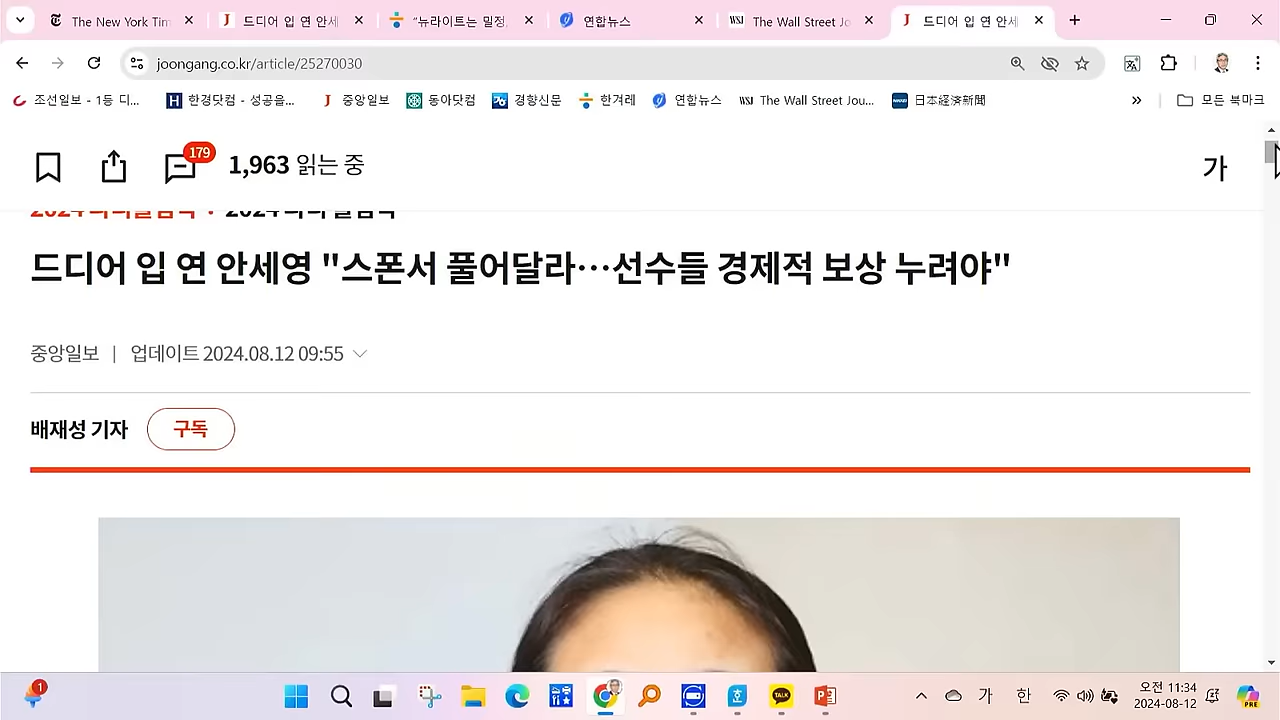 The New York Tim
드디어 입 연 안세
“뉴라이트는 밀정,
연합뉴스
The Wall Street Jo
드디어 입 연 안세
joongang.co.kr/article/25270030
조선일보 - 1등 디...
한경닷컴 - 성공을...
중앙일보
동아닷컴
경향신문
한겨레
연합뉴스
The Wall Street Jou...
日本経済新聞
모든 북마크
179
1,963 읽는 중
가
드디어 입 연 안세영 "스폰서 풀어달라…선수들 경제적 보상 누려야"
중앙일보 | 업데이트 2024.08.12 09:55
배재성 기자
구독
1
가
한
오전 11:34
2024-08-12